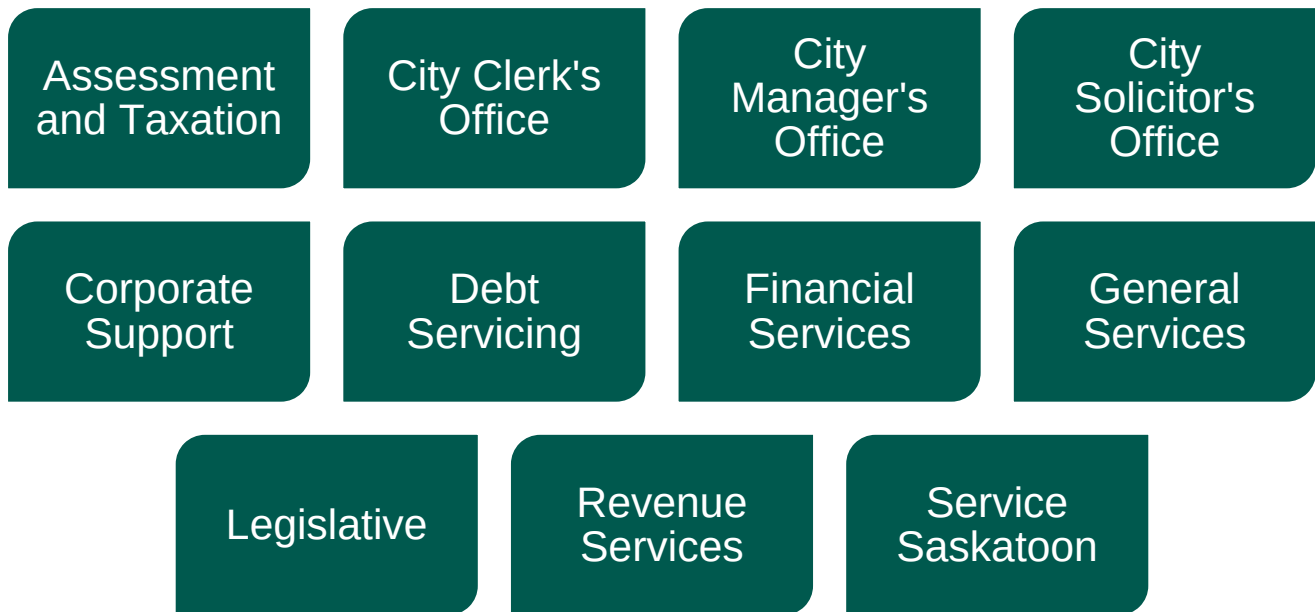 Assessment
and Taxation
City Clerk's
Office
City
Manager's
Office
City
Solicitor's
Office
Corporate
Support
Debt
Servicing
Financial
Services
General
Services
Legislative
Revenue
Services
Service
Saskatoon